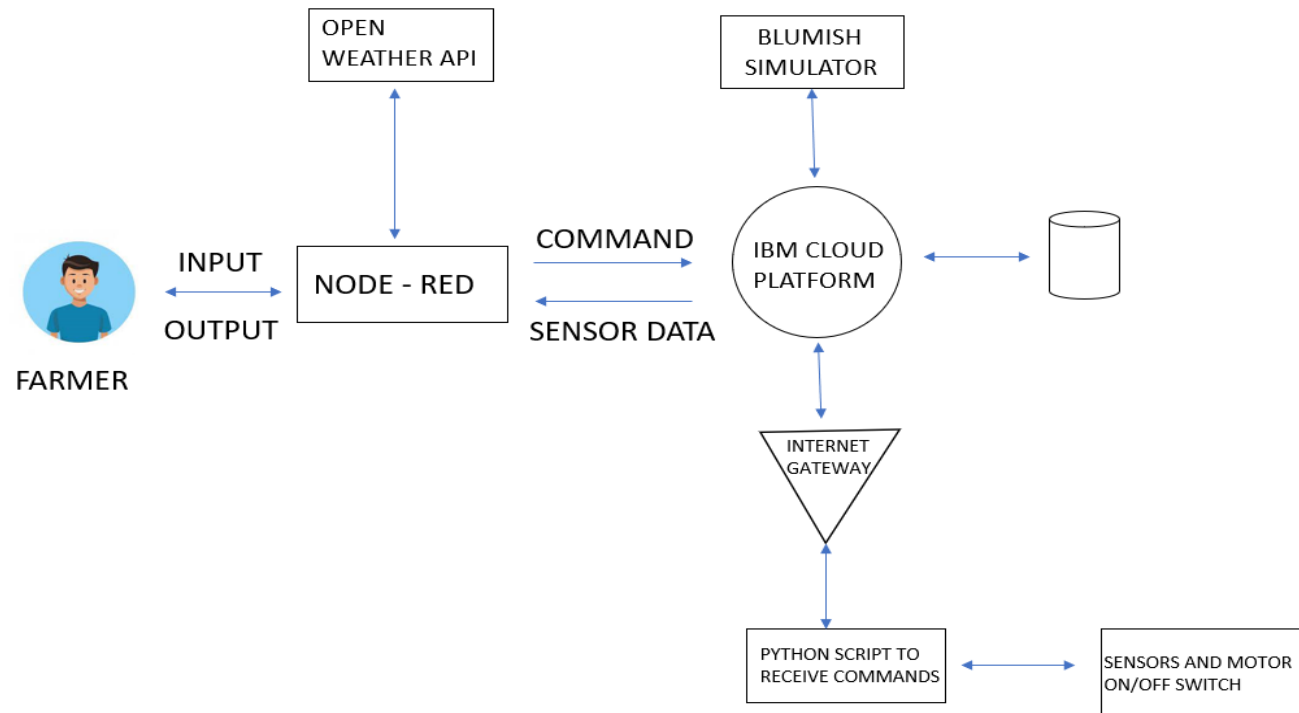 OPEN
WEATHER API
BLUMISH
SIMULATOR
INPUT
OUTPUT
FARMER
NODE - RED
COMMAND
SENSOR DATA
IBM CLOUD
PLATFORM
INTERNET
GATEWAY
PYTHON SCRIPT TO
RECEIVE COMMANDS
SENSORS AND MOTOR
ON/OFF SWITCH